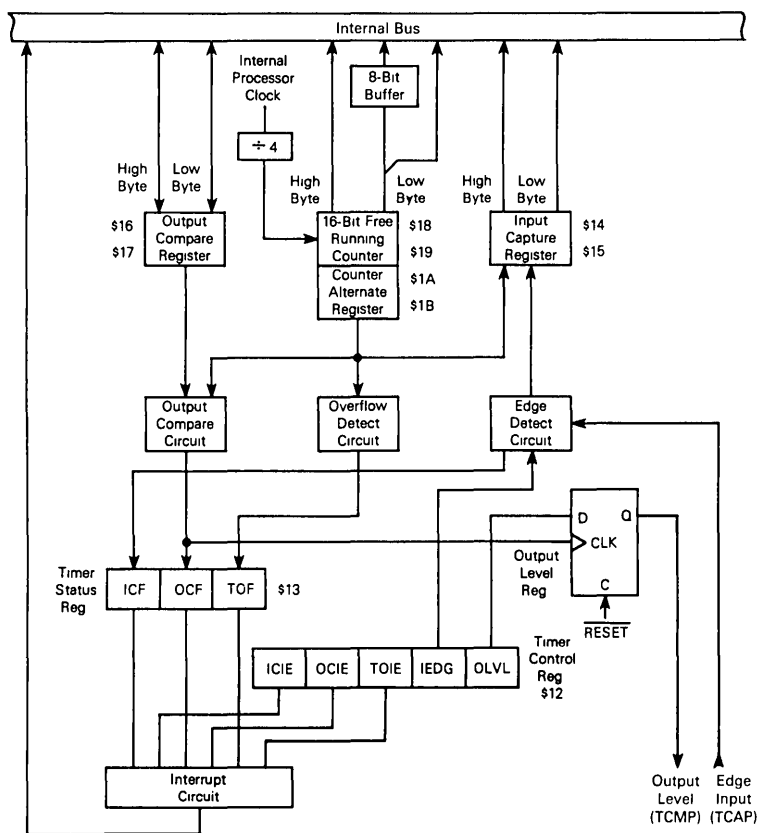 Internal Bus
Internal
Processor
Clock
8-Bit
Buffer
÷ 4
High
Byte
Low
Byte
High
Byte
Low
Byte
High
Byte
Low
Byte
$16
$17
Output
Compare
Register
16-Bit Free
Running
Counter
$18
$19
Counter
Alternate
Register
$1A
$1B
Input
Capture
Register
$14
$15
Output
Compare
Circuit
Overflow
Detect
Circuit
Edge
Detect
Circuit
D
Q
CLK
C
Output
Level
Reg
RESET
Timer
Status
Reg
ICF
OCF
TOF
$13
ICIE
OCIE
TOIE
IEDG
OLVL
Timer
Control
Reg
$12
Interrupt
Circuit
Output
Level
(TCMP)
Edge
Input
(TCAP)